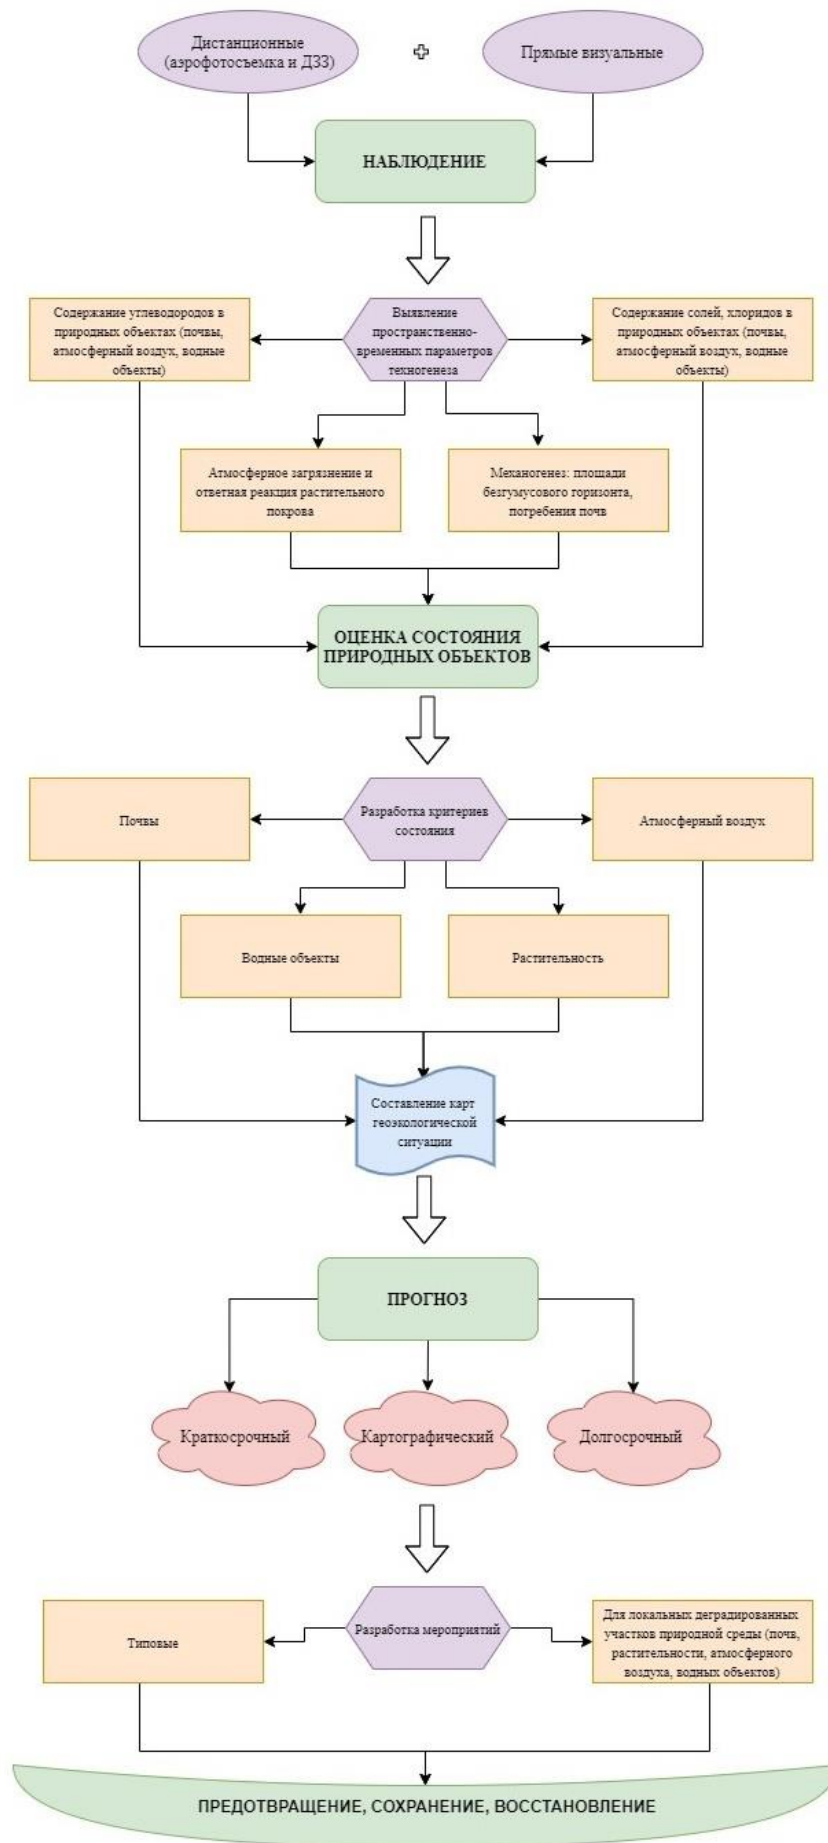 Дистанционные
(аэрофотосъемка и ДЗЗ)
Прямые визуальные
НАБЛЮДЕНИЕ
Содержание углеводородов в
природных объектах (почвы,
атмосферный воздух, водные
объекты)
Выявление
пространственно-
временных параметров
техногенеза
Содержание солей, хлоридов в
природных объектах (почвы,
атмосферный воздух, водные
объекты)
Атмосферное загрязнение и
ответная реакция растительного
покрова
Механогенез: площади
безгумусового горизонта,
погребения почв
ОЦЕНКА СОСТОЯНИЯ
ПРИРОДНЫХ ОБЪЕКТОВ
Почвы
Разработка критериев
состояния
Атмосферный воздух
Водные объекты
Растительность
Составление карт
геоэкологической
ситуации
ПРОГНОЗ
Краткосрочный
Картографический
Долгосрочный
Типовые
Разработка мероприятий
Для локальных деградированных
участков природной среды (почв,
растительности, атмосферного
воздуха, водных объектов)
ПРЕДОТВРАЩЕНИЕ, СОХРАНЕНИЕ, ВОССТАНОВЛЕНИЕ